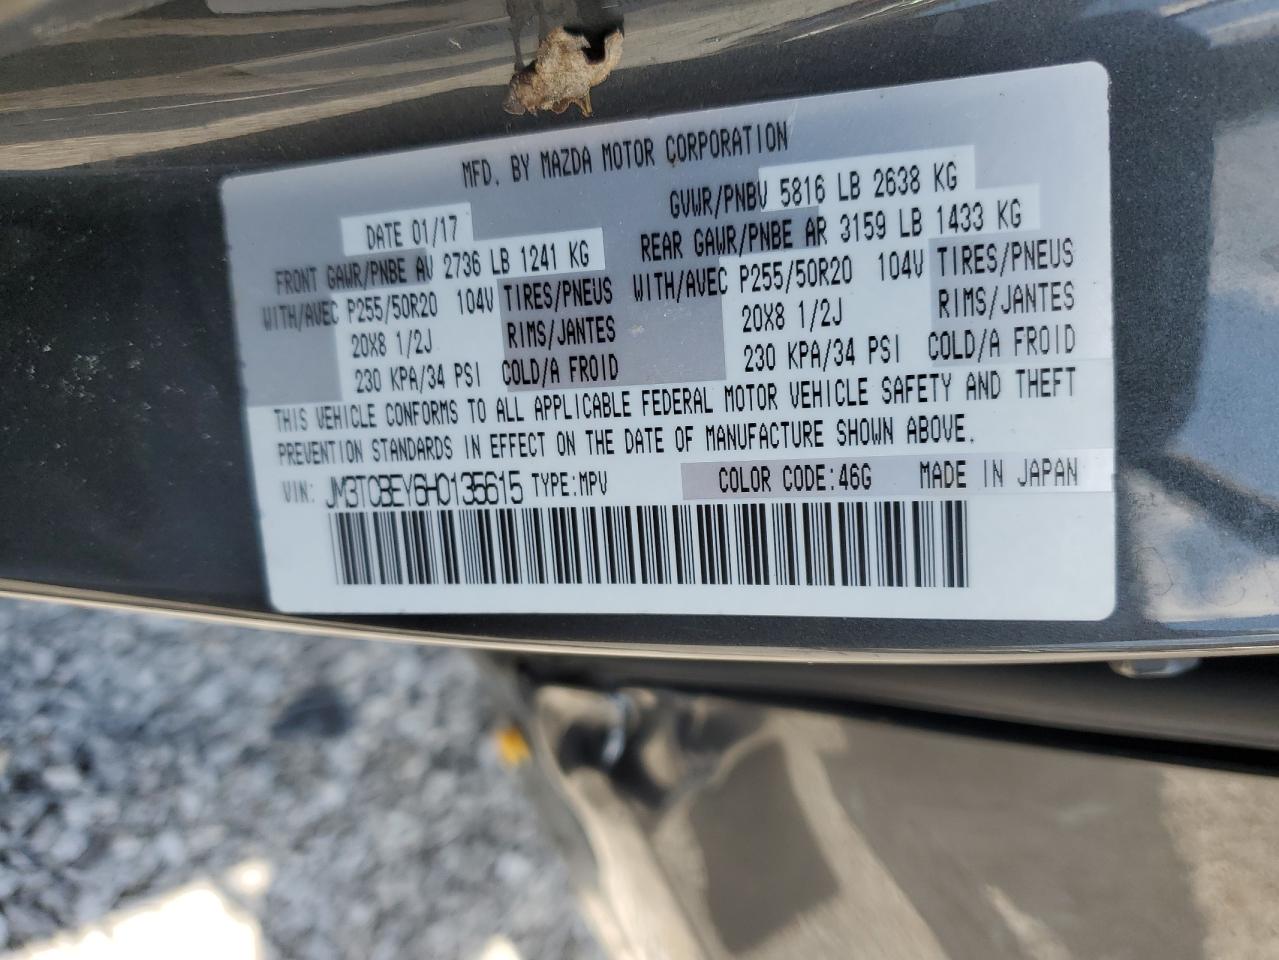 MFD. BY MAZDA MOTOR CORPORATION
DATE 01/17 GVWR/PNBV 5816 LB 2638 KG
FRONT GAWR/PNBE AV 2736 LB 1241 KG REAR GAWR/PNBE AR 3159 LB 1433 KG
WITH/AVEC P255/50R20 104V TIRES/PNEUS WITH/AVEC P255/50R20 104V TIRES/PNEUS
20X8 1/2J RIMS/JANTES 20X8 1/2J RIMS/JANTES
230 KPA/34 PSI COLD/A FROID 230 KPA/34 PSI COLD/A FROID
THIS VEHICLE CONFORMS TO ALL APPLICABLE FEDERAL MOTOR VEHICLE SAFETY AND THEFT
PREVENTION STANDARDS IN EFFECT ON THE DATE OF MANUFACTURE SHOWN ABOVE.
VIN: JM3TCBEY6H0135615 TYPE:MPV COLOR CODE:46G MADE IN JAPAN